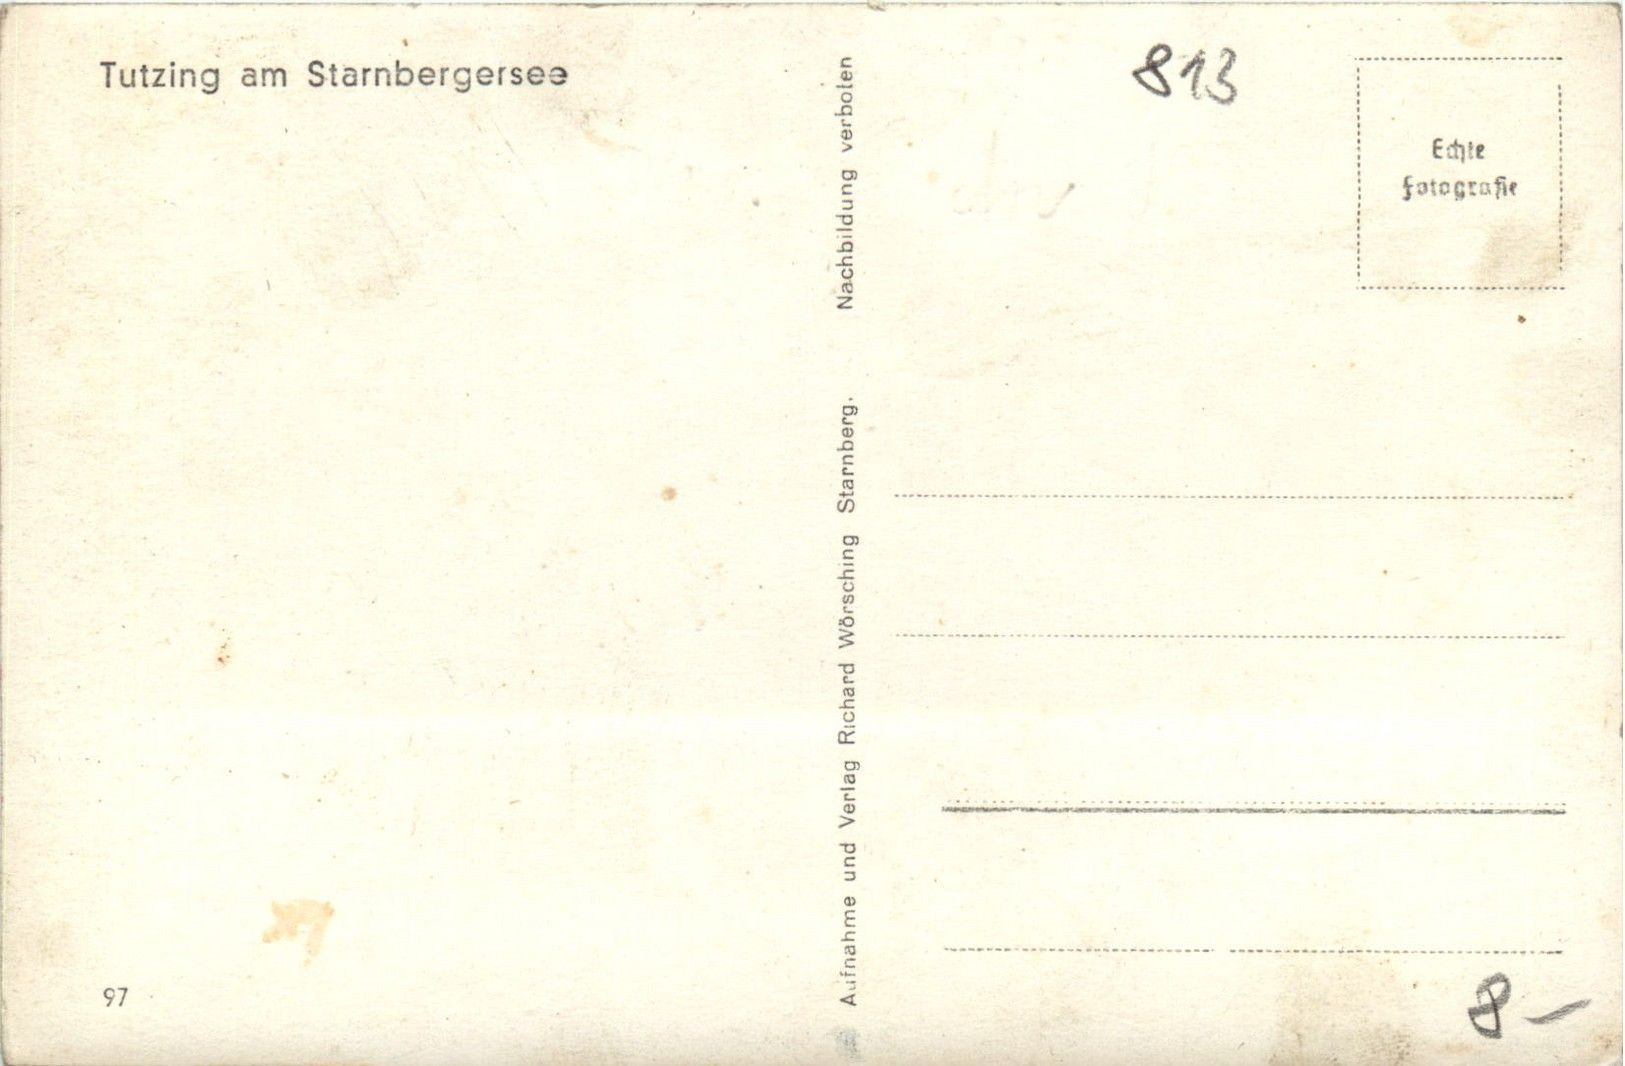 Tutzing am Starnbergersee
97
Aufnahme und Verlag Richard Wörsching Starnberg. Nachbildung verboten
813
Echte
Fotografie
8 –